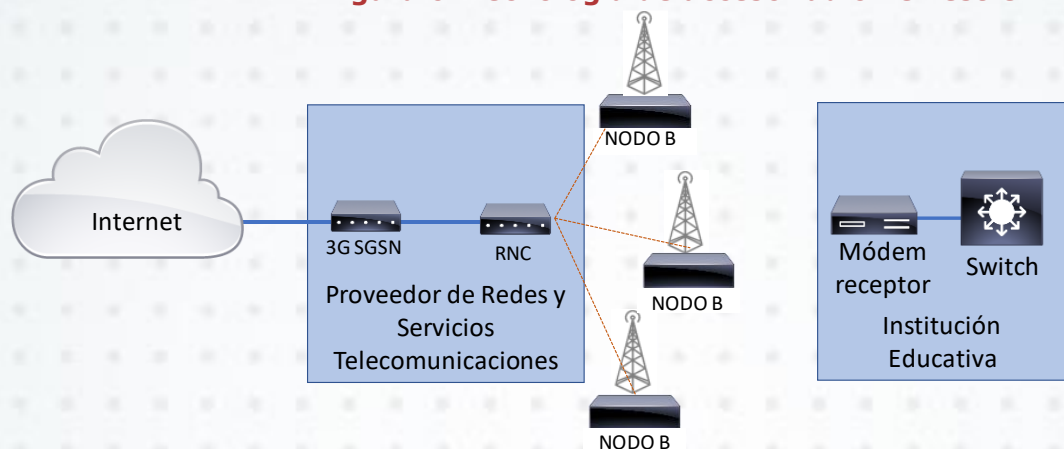 NODO B
Internet
3G SGSN
RNC
Proveedor de Redes y
Servicios
Telecomunicaciones
NODO B
NODO B
Módem
receptor
Switch
Institución
Educativa